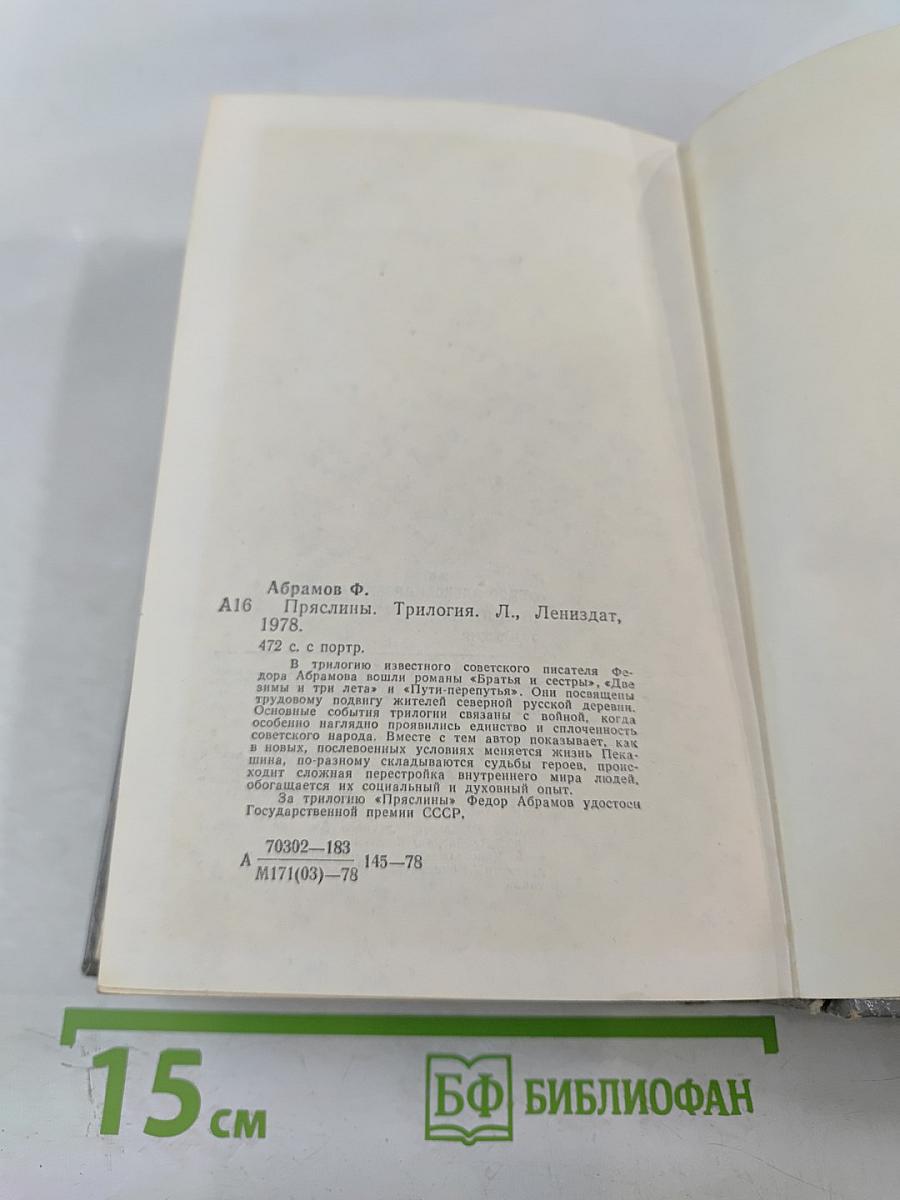 Абрамов Ф.
А16 Пряслины. Трилогия. Л., Лениздат,
1978.
472 с. с портр.
В трилогию известного советского писателя Фе-
дора Абрамова вошли романы «Братья и сестры», «Две
зимы и три лета» и «Пути-перепутья». Они посвящены
трудовому подвигу жителей северной русской деревни.
Основные события трилогии связаны с войной, когда
особенно наглядно проявились единство и сплоченность
советского народа. Вместе с тем автор показывает, как
в новых, послевоенных условиях меняется жизнь Пека-
шина, по-разному складываются судьбы героев, проис-
ходит сложная перестройка внутреннего мира людей,
обогащается их социальный и духовный опыт.
За трилогию «Пряслины» Федор Абрамов удостоен
Государственной премии СССР.
70302—183
А 145—78
М171(03)—78
15 см
БФ БИБЛИОФАН